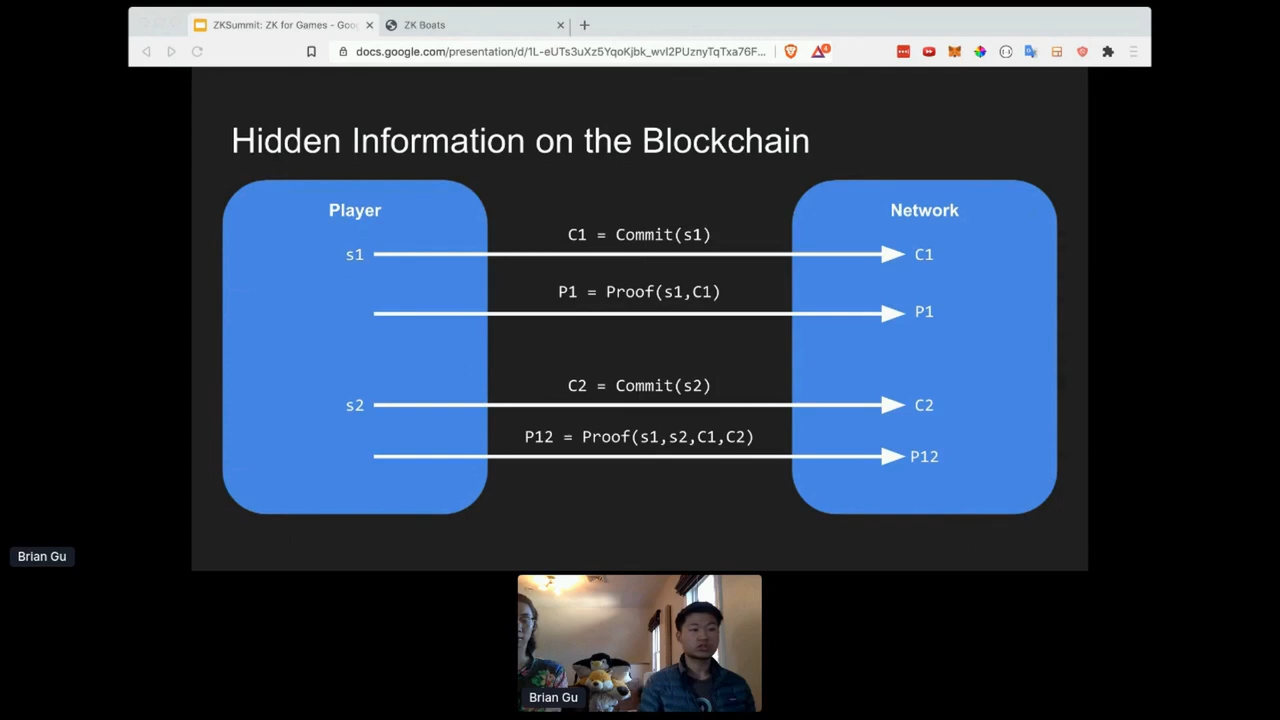 ZKSummit: ZK for Games - Goo
ZK Boats
docs.google.com/presentation/d/1L-eUTs3uXz5YqoKjbk_wvI2PUznyTqTxa76F...
4
Hidden Information on the Blockchain
Player
Network
C1 = Commit(s1)
s1
C1
P1 = Proof(s1,C1)
P1
C2 = Commit(s2)
s2
C2
P12 = Proof(s1,s2,C1,C2)
P12
Brian Gu
Brian Gu